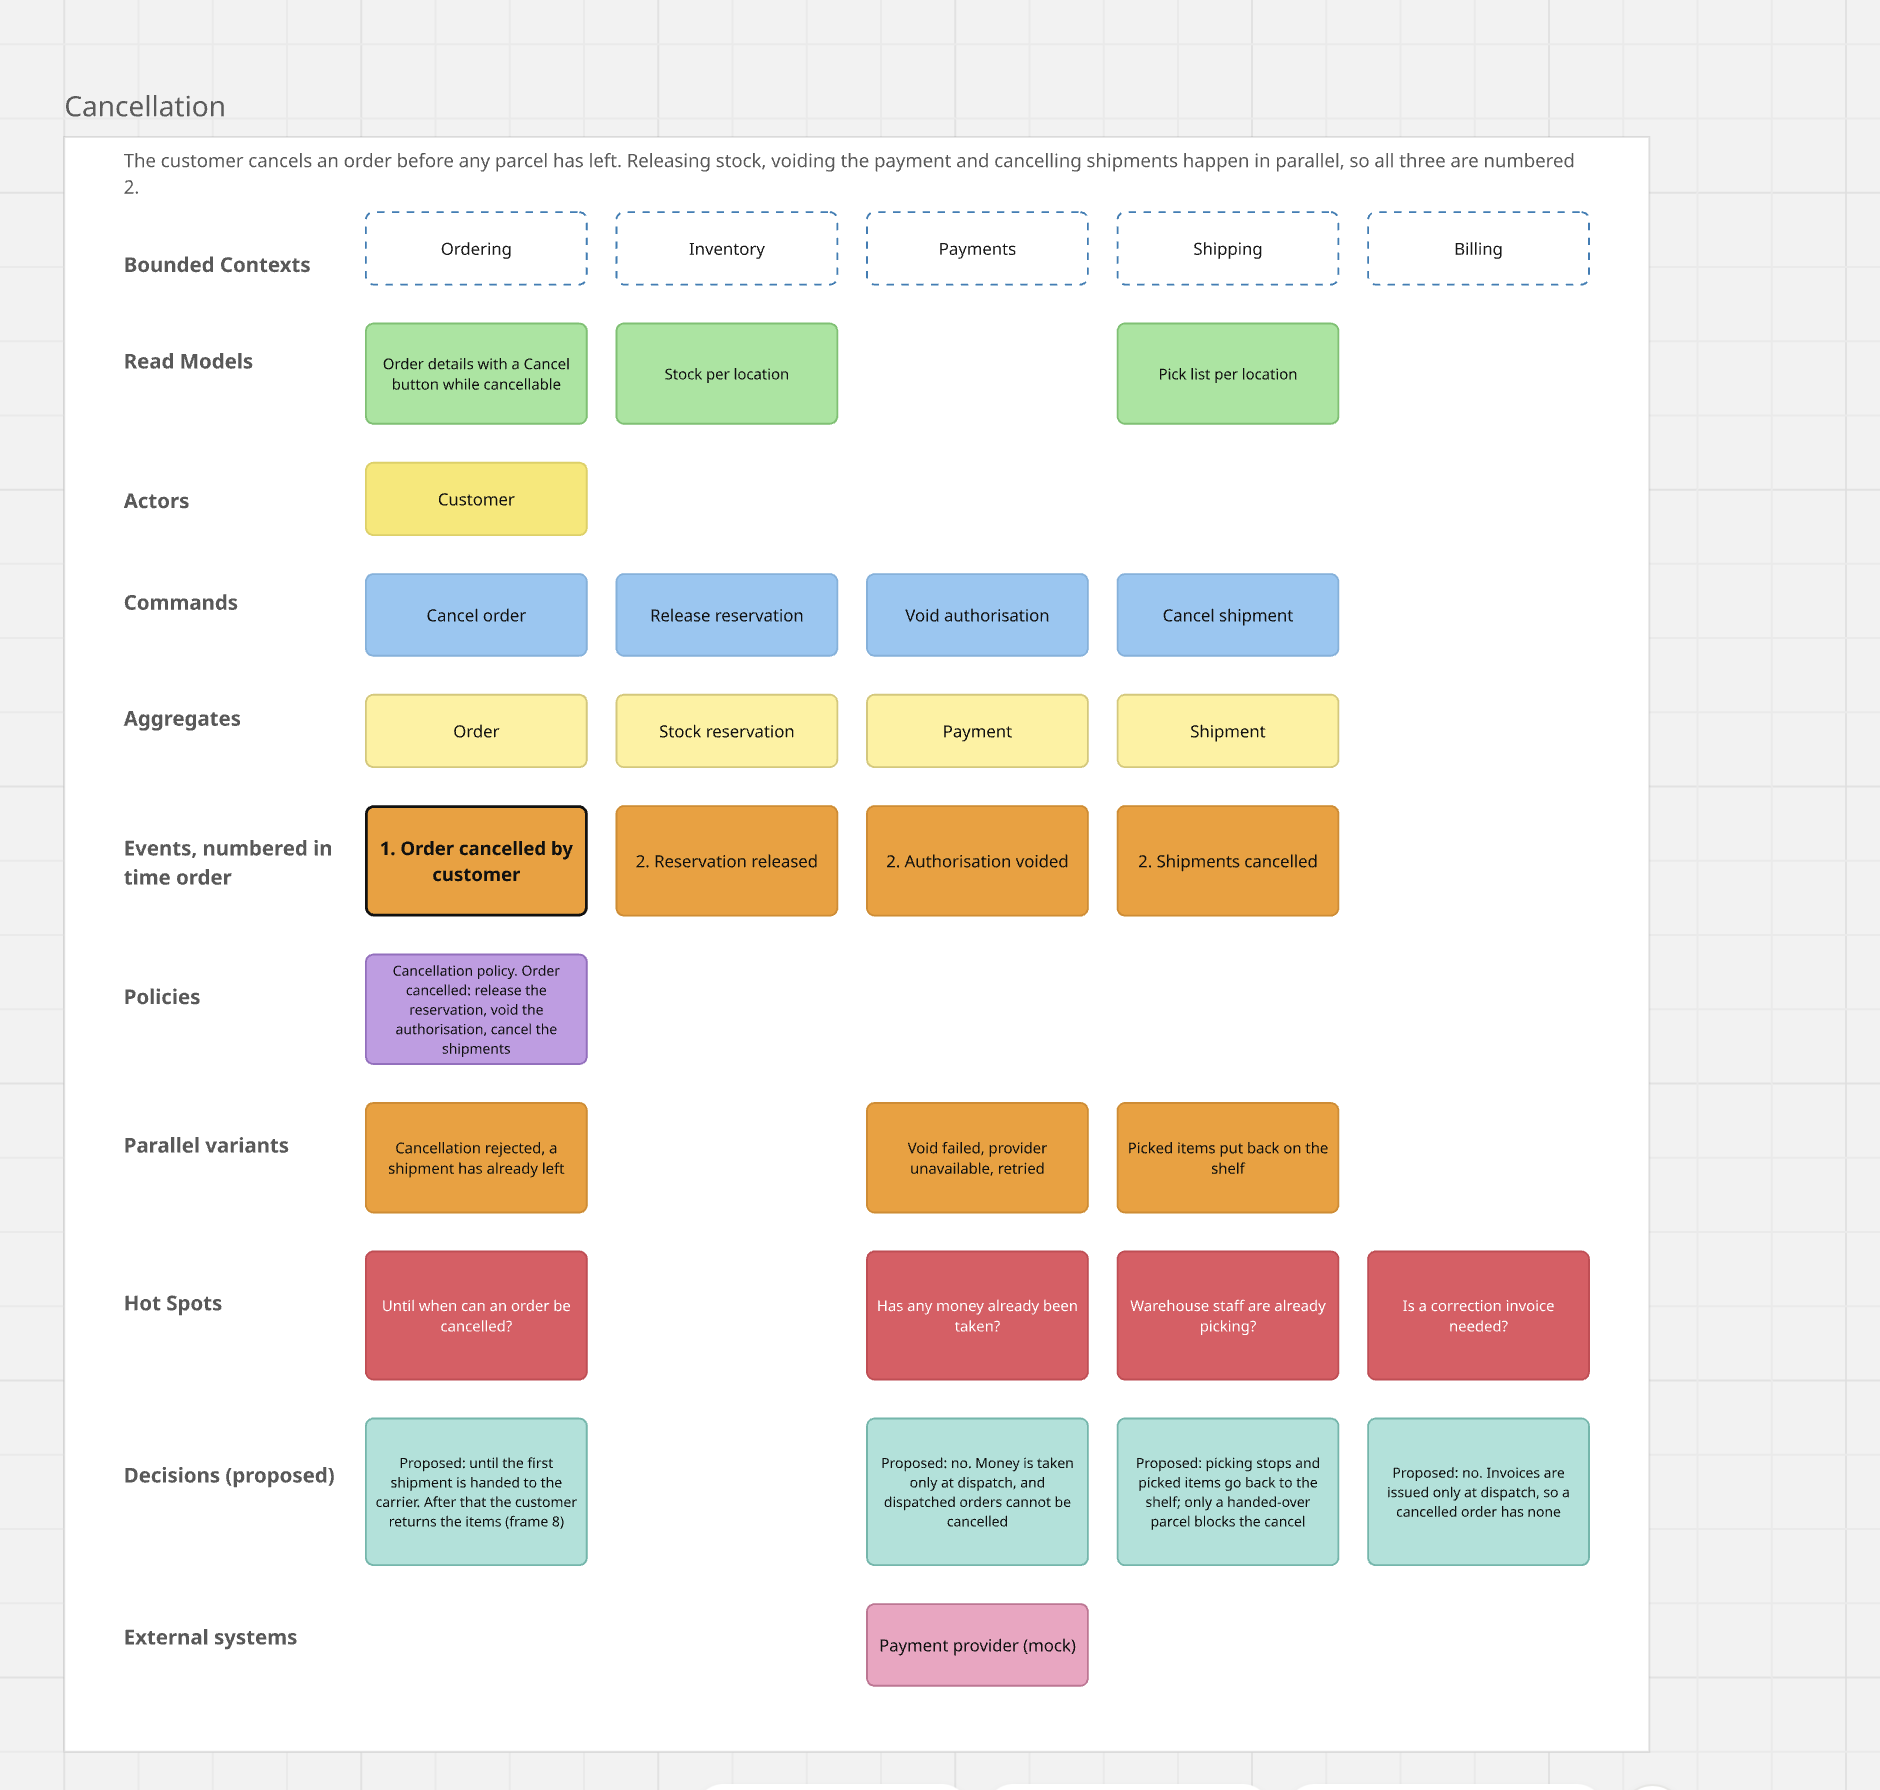 Cancellation
The customer cancels an order before any parcel has left. Releasing stock, voiding the payment and cancelling shipments happen in parallel, so all three are numbered
2.
Bounded Contexts
Ordering
Inventory
Payments
Shipping
Billing
Read Models
Order details with a Cancel
button while cancellable
Stock per location
Pick list per location
Actors
Customer
Commands
Cancel order
Release reservation
Void authorisation
Cancel shipment
Aggregates
Order
Stock reservation
Payment
Shipment
Events, numbered in
time order
1. Order cancelled by
customer
2. Reservation released
2. Authorisation voided
2. Shipments cancelled
Policies
Cancellation policy. Order
cancelled: release the
reservation, void the
authorisation, cancel the
shipments
Parallel variants
Cancellation rejected, a
shipment has already left
Void failed, provider
unavailable, retried
Picked items put back on the
shelf
Hot Spots
Until when can an order be
cancelled?
Has any money already been
taken?
Warehouse staff are already
picking?
Is a correction invoice
needed?
Decisions (proposed)
Proposed: until the first
shipment is handed to the
carrier. After that the customer
returns the items (frame 8)
Proposed: no. Money is taken
only at dispatch, and
dispatched orders cannot be
cancelled
Proposed: picking stops and
picked items go back to the
shelf; only a handed-over
parcel blocks the cancel
Proposed: no. Invoices are
issued only at dispatch, so a
cancelled order has none
External systems
Payment provider (mock)